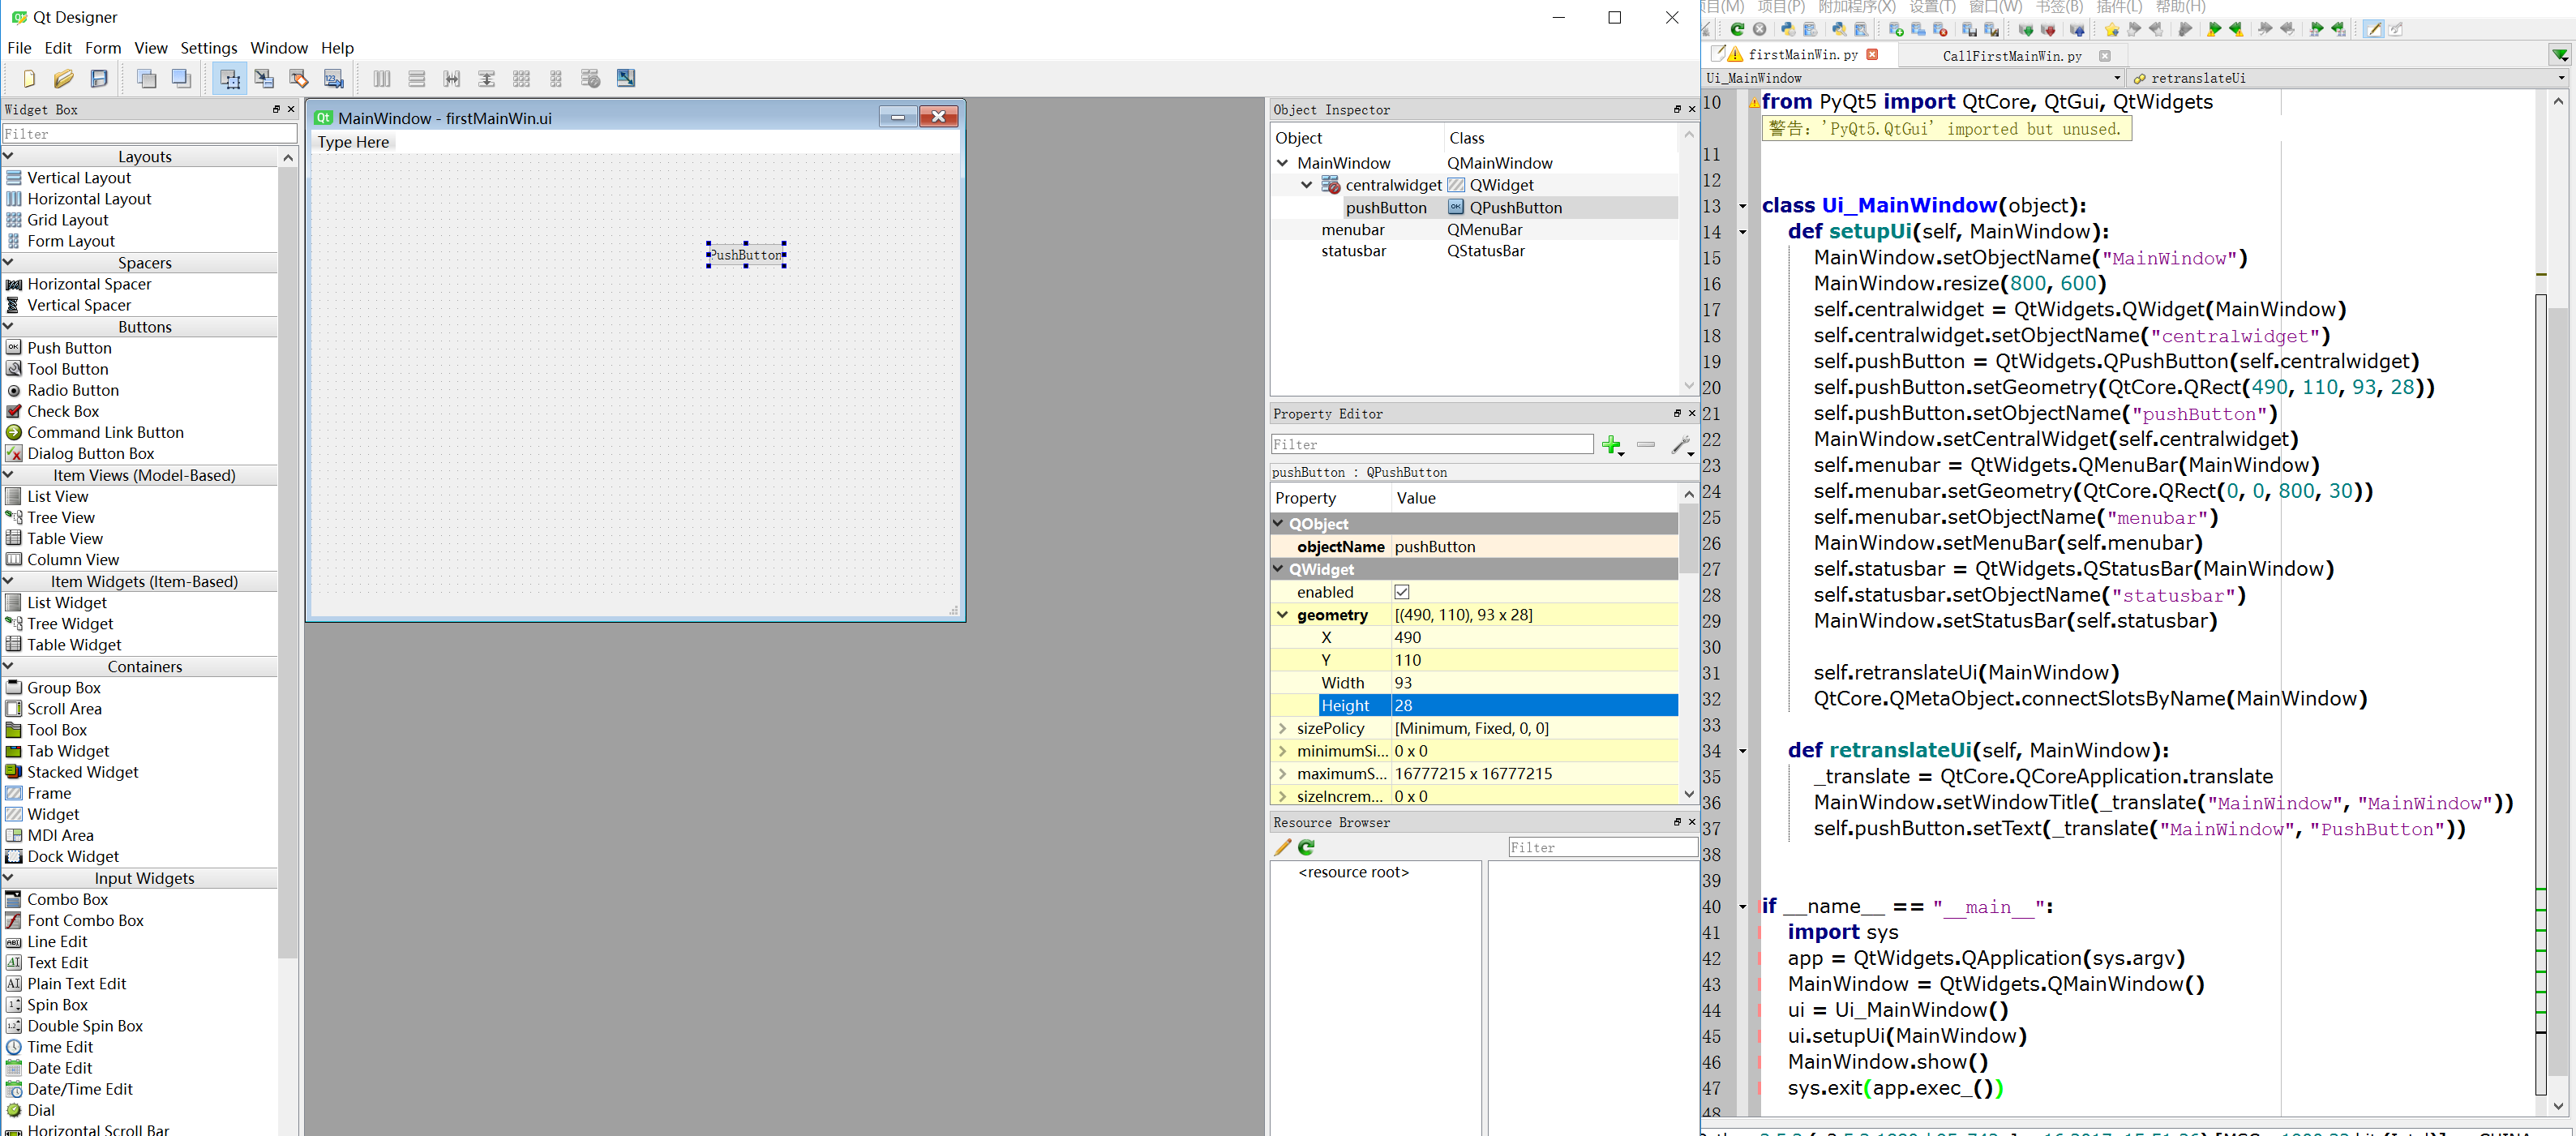 Qt Designer
File Edit Form View Settings Window Help
Widget Box
Filter
Layouts
Vertical Layout
Horizontal Layout
Grid Layout
Form Layout
Spacers
Horizontal Spacer
Vertical Spacer
Buttons
Push Button
Tool Button
Radio Button
Check Box
Command Link Button
Dialog Button Box
Item Views (Model-Based)
List View
Tree View
Table View
Column View
Item Widgets (Item-Based)
List Widget
Tree Widget
Table Widget
Containers
Group Box
Scroll Area
Tool Box
Tab Widget
Stacked Widget
Frame
Widget
MDI Area
Dock Widget
Input Widgets
Combo Box
Font Combo Box
Line Edit
Text Edit
Plain Text Edit
Spin Box
Double Spin Box
Time Edit
Date Edit
Date/Time Edit
Dial
Horizontal Scroll Bar
MainWindow - firstMainWin.ui
Type Here
PushButton
Object Inspector
Object Class
MainWindow QMainWindow
centralwidget QWidget
pushButton QPushButton
menubar QMenuBar
statusbar QStatusBar
Property Editor
Filter
pushButton : QPushButton
Property Value
QObject
objectName pushButton
QWidget
enabled
geometry [(490, 110), 93 x 28]
X 490
Y 110
Width 93
Height 28
sizePolicy [Minimum, Fixed, 0, 0]
minimumSi... 0 x 0
maximumS... 16777215 x 16777215
sizeIncrem... 0 x 0
Resource Browser
Filter
<resource root>
项目(M) 项目(P) 附加程序(X) 设置(T) 窗口(W) 书签(B) 插件(L) 帮助(H)
firstMainWin.py CallFirstMainWin.py
Ui_MainWindow retranslateUi
10 from PyQt5 import QtCore, QtGui, QtWidgets
警告: 'PyQt5.QtGui' imported but unused.
11
12
13 class Ui_MainWindow(object):
14 def setupUi(self, MainWindow):
15 MainWindow.setObjectName("MainWindow")
16 MainWindow.resize(800, 600)
17 self.centralwidget = QtWidgets.QWidget(MainWindow)
18 self.centralwidget.setObjectName("centralwidget")
19 self.pushButton = QtWidgets.QPushButton(self.centralwidget)
20 self.pushButton.setGeometry(QtCore.QRect(490, 110, 93, 28))
21 self.pushButton.setObjectName("pushButton")
22 MainWindow.setCentralWidget(self.centralwidget)
23 self.menubar = QtWidgets.QMenuBar(MainWindow)
24 self.menubar.setGeometry(QtCore.QRect(0, 0, 800, 30))
25 self.menubar.setObjectName("menubar")
26 MainWindow.setMenuBar(self.menubar)
27 self.statusbar = QtWidgets.QStatusBar(MainWindow)
28 self.statusbar.setObjectName("statusbar")
29 MainWindow.setStatusBar(self.statusbar)
30
31 self.retranslateUi(MainWindow)
32 QtCore.QMetaObject.connectSlotsByName(MainWindow)
33
34 def retranslateUi(self, MainWindow):
35 _translate = QtCore.QCoreApplication.translate
36 MainWindow.setWindowTitle(_translate("MainWindow", "MainWindow"))
37 self.pushButton.setText(_translate("MainWindow", "PushButton"))
38
39
40 if __name__ == "__main__":
41 import sys
42 app = QtWidgets.QApplication(sys.argv)
43 MainWindow = QtWidgets.QMainWindow()
44 ui = Ui_MainWindow()
45 ui.setupUi(MainWindow)
46 MainWindow.show()
47 sys.exit(app.exec_())
48